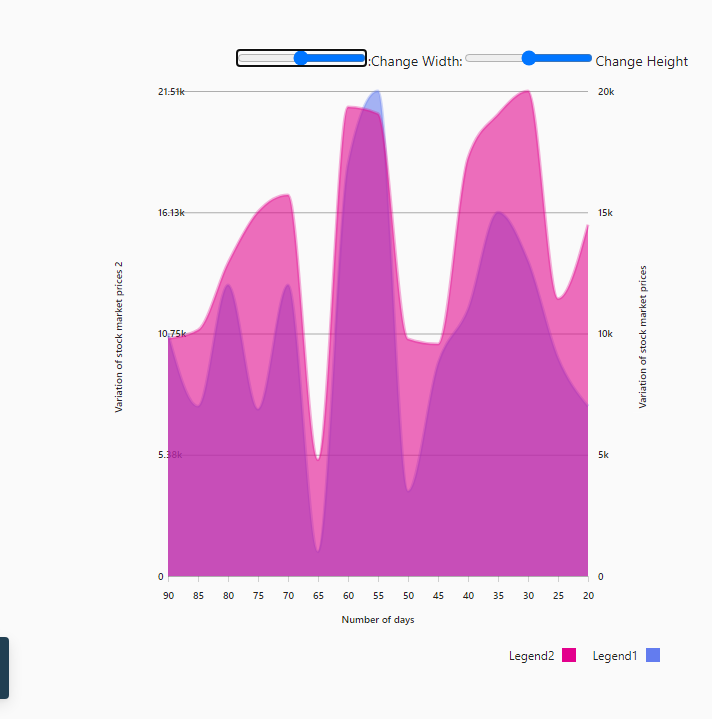 :Change Width: Change Height
21.51k 20k
16.13k 15k
10.75k 10k
5.38k 5k
0 0
Variation of stock market prices 2
Variation of stock market prices
90 85 80 75 70 65 60 55 50 45 40 35 30 25 20
Number of days
Legend2 Legend1